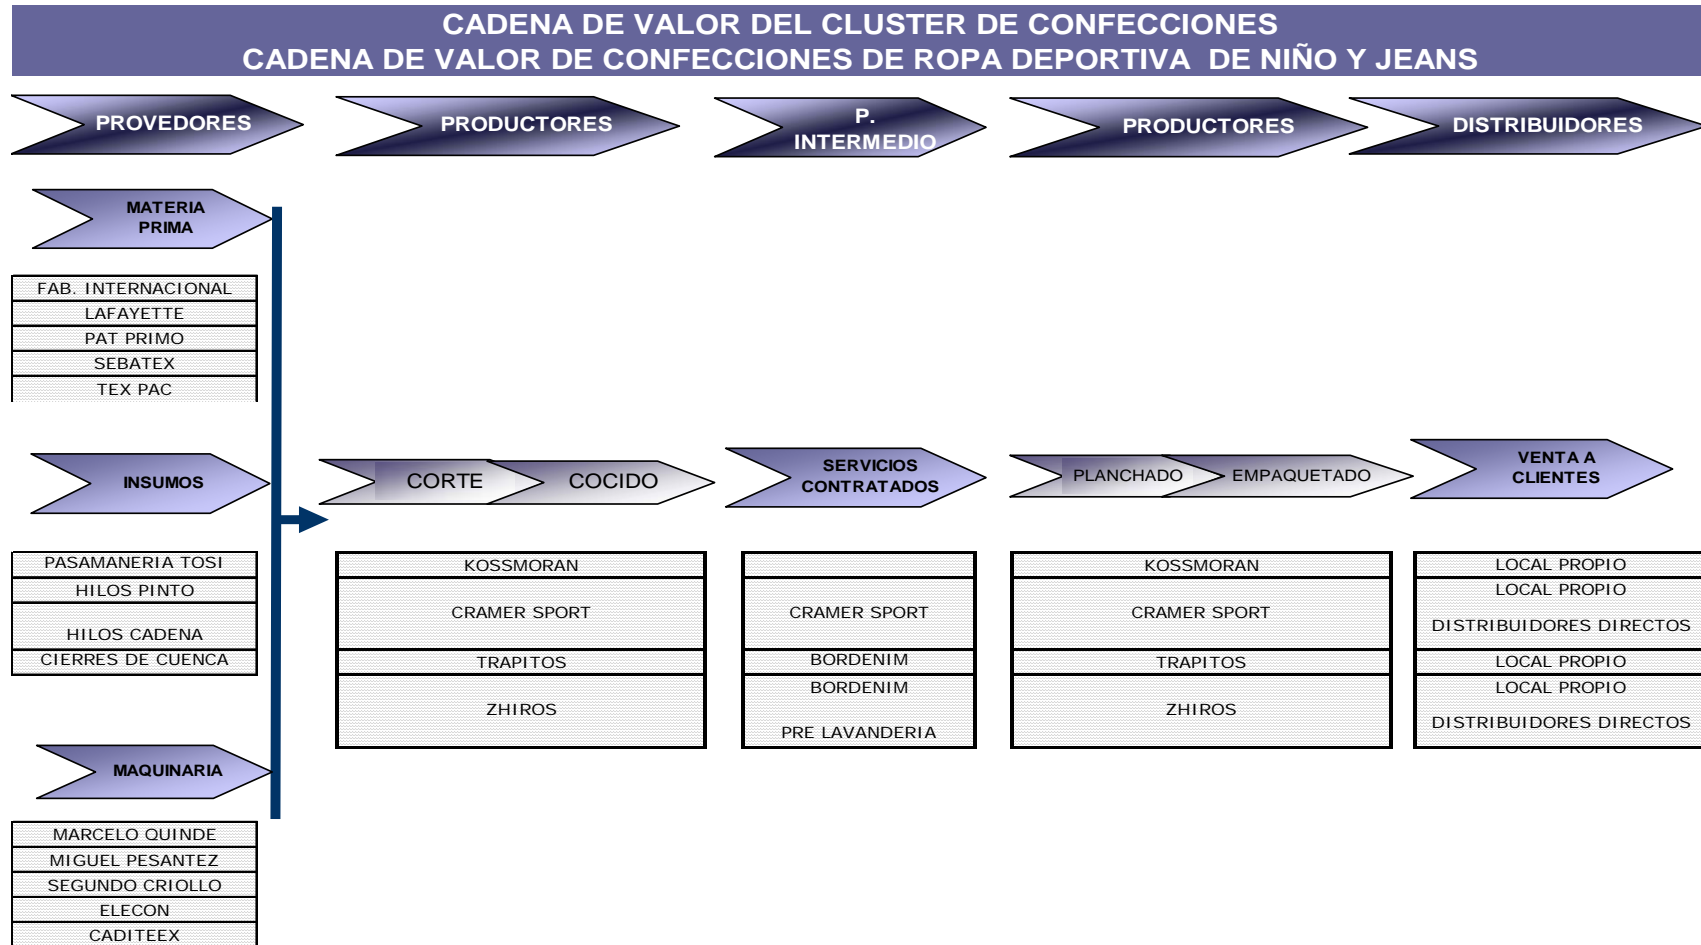 CADENA DE VALOR DEL CLUSTER DE CONFECCIONES
CADENA DE VALOR DE CONFECCIONES DE ROPA DEPORTIVA DE NIÑO Y JEANS
PROVEDORES
PRODUCTORES
P.
INTERMEDIO
PRODUCTORES
DISTRIBUIDORES
MATERIA
PRIMA
FAB. INTERNACIONAL
LAFAYETTE
PAT PRIMO
SEBATEX
TEX PAC
INSUMOS
CORTE
COCIDO
SERVICIOS
CONTRATADOS
PLANCHADO
EMPAQUETADO
VENTA A
CLIENTES
PASAMANERIA TOSI
HILOS PINTO
HILOS CADENA
CIERRES DE CUENCA
KOSSMORAN
CRAMER SPORT
TRAPITOS
ZHIROS
CRAMER SPORT
BORDENIM
BORDENIM
PRE LAVANDERIA
KOSSMORAN
CRAMER SPORT
TRAPITOS
ZHIROS
LOCAL PROPIO
LOCAL PROPIO
DISTRIBUIDORES DIRECTOS
LOCAL PROPIO
LOCAL PROPIO
DISTRIBUIDORES DIRECTOS
MAQUINARIA
MARCELO QUINDE
MIGUEL PESANTEZ
SEGUNDO CRIOLLO
ELECON
CADITEEX